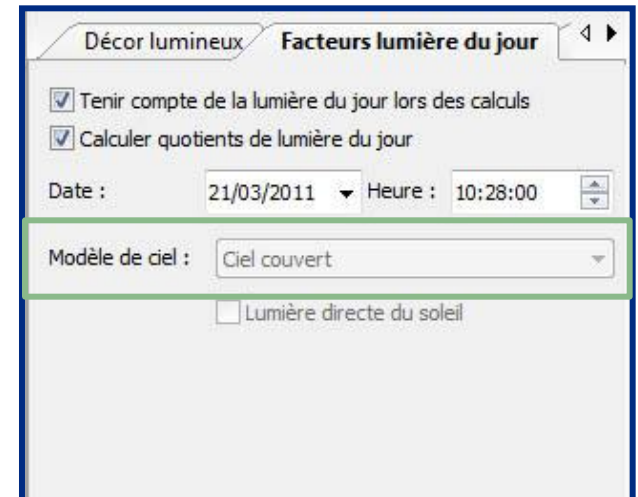 Décor lumineux Facteurs lumière du jour
Tenir compte de la lumière du jour lors des calculs
Calculer quotients de lumière du jour
Date : 21/03/2011 Heure : 10:28:00
Modèle de ciel : Ciel couvert
Lumière directe du soleil